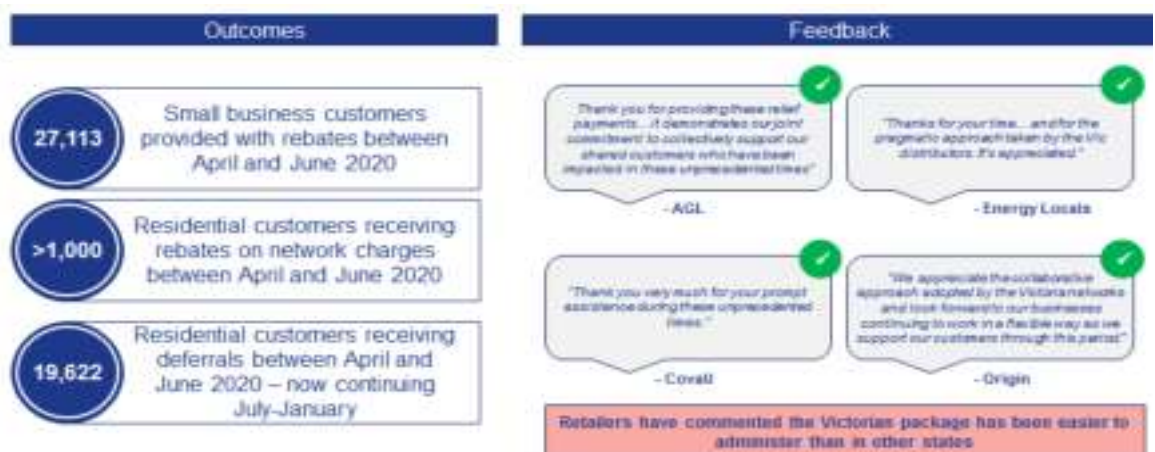 Outcomes
27,113
Small business customers
provided with rebates between
April and June 2020
>1,000
Residential customers receiving
rebates on network charges
between April and June 2020
19,622
Residential customers receiving
deferrals between April and
June 2020 – now continuing
July-January
Feedback
Thank you for providing these relief
payments... it demonstrates our joint
commitment to collectively support our
shared customers who have been
impacted in these unprecedented times"
- AGL
"Thanks for your time... and for the
pragmatic approach taken by the Vic
distributors. It's appreciated."
- Energy Locals
"Thank you very much for your prompt
assistance during these unprecedented
times."
- CovaU
"We appreciate the collaborative
approach adopted by the Victoria networks
and look forward to our businesses
continuing to work in a flexible way as we
support our customers through this period."
- Origin
Retailers have commented the Victorian package has been easier to
administer than in other states